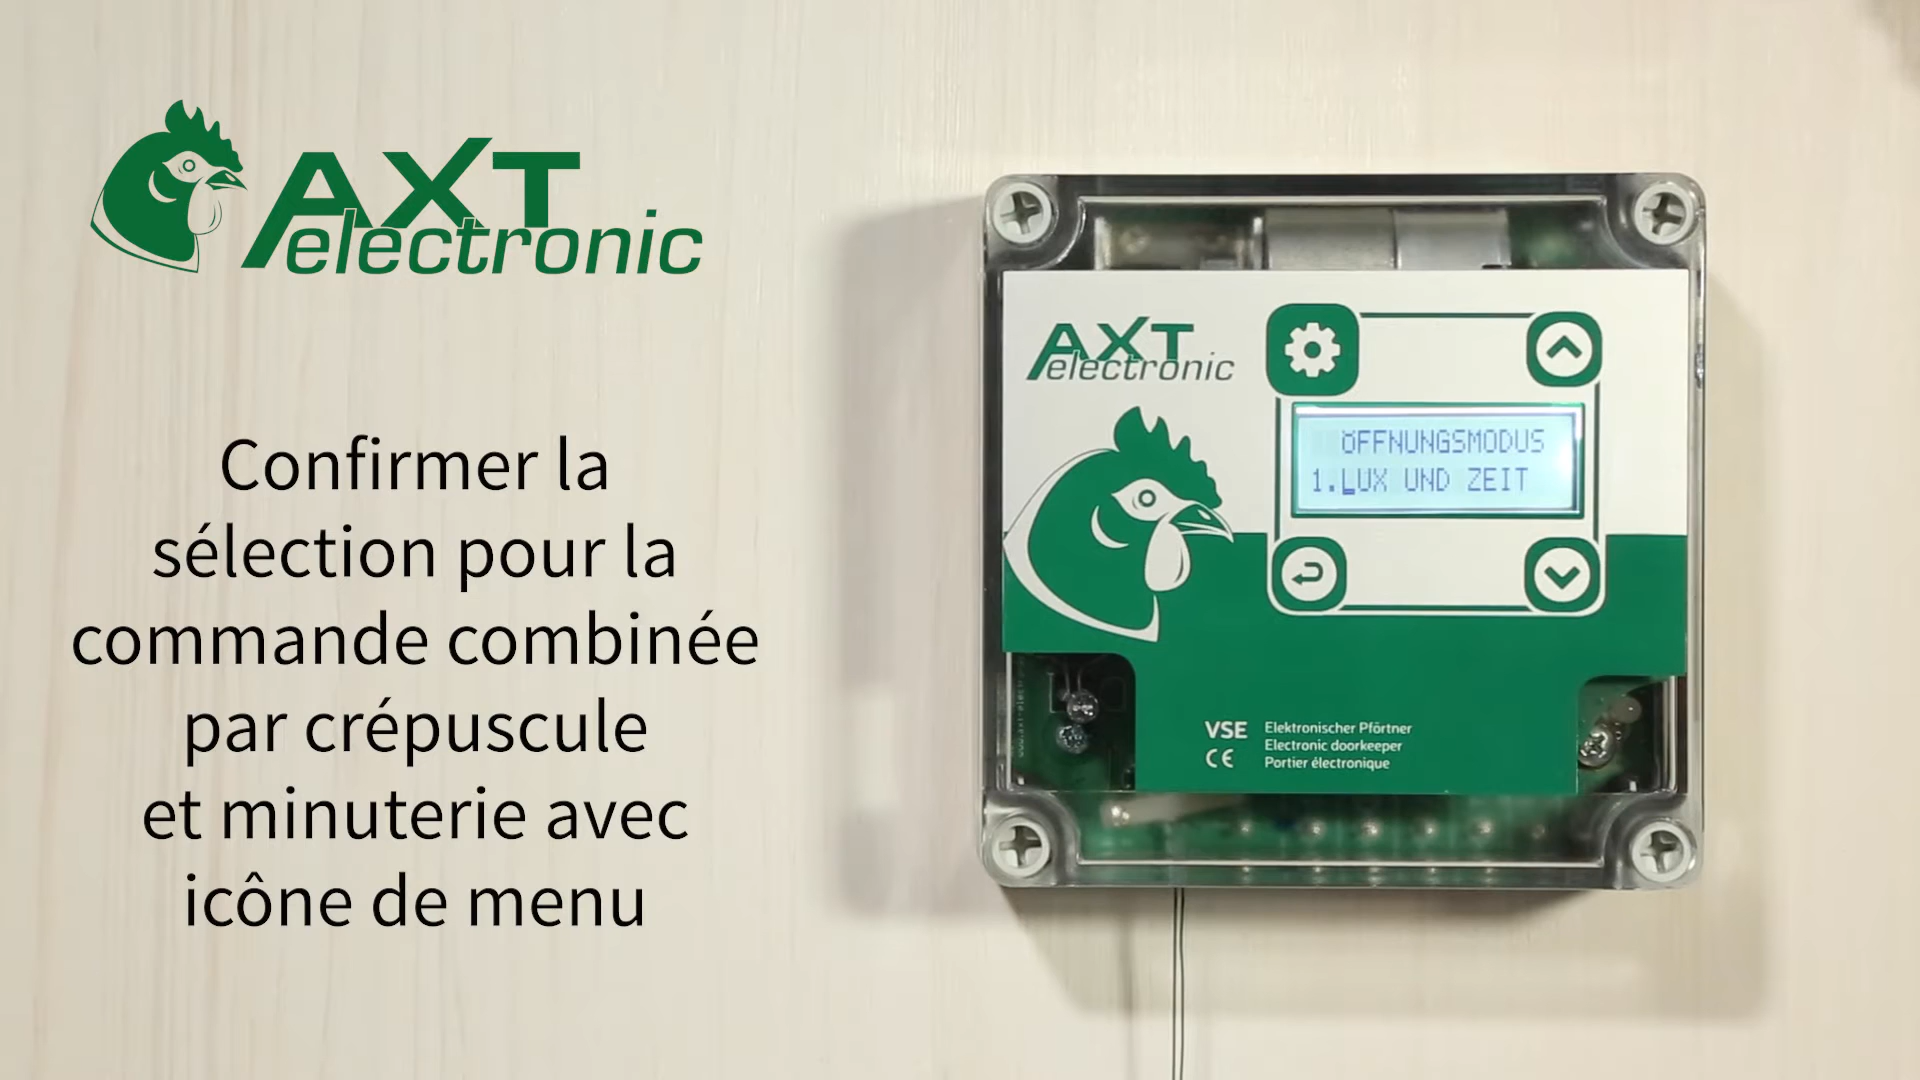 AXT
electronic
Confirmer la
sélection pour la
commande combinée
par crépuscule
et minuterie avec
icône de menu
AXT
electronic
ÖFFNUNGSMODUS
1.LUX UND ZEIT
VSE
CE
Elektronischer Pförtner
Electronic doorkeeper
Portier électronique